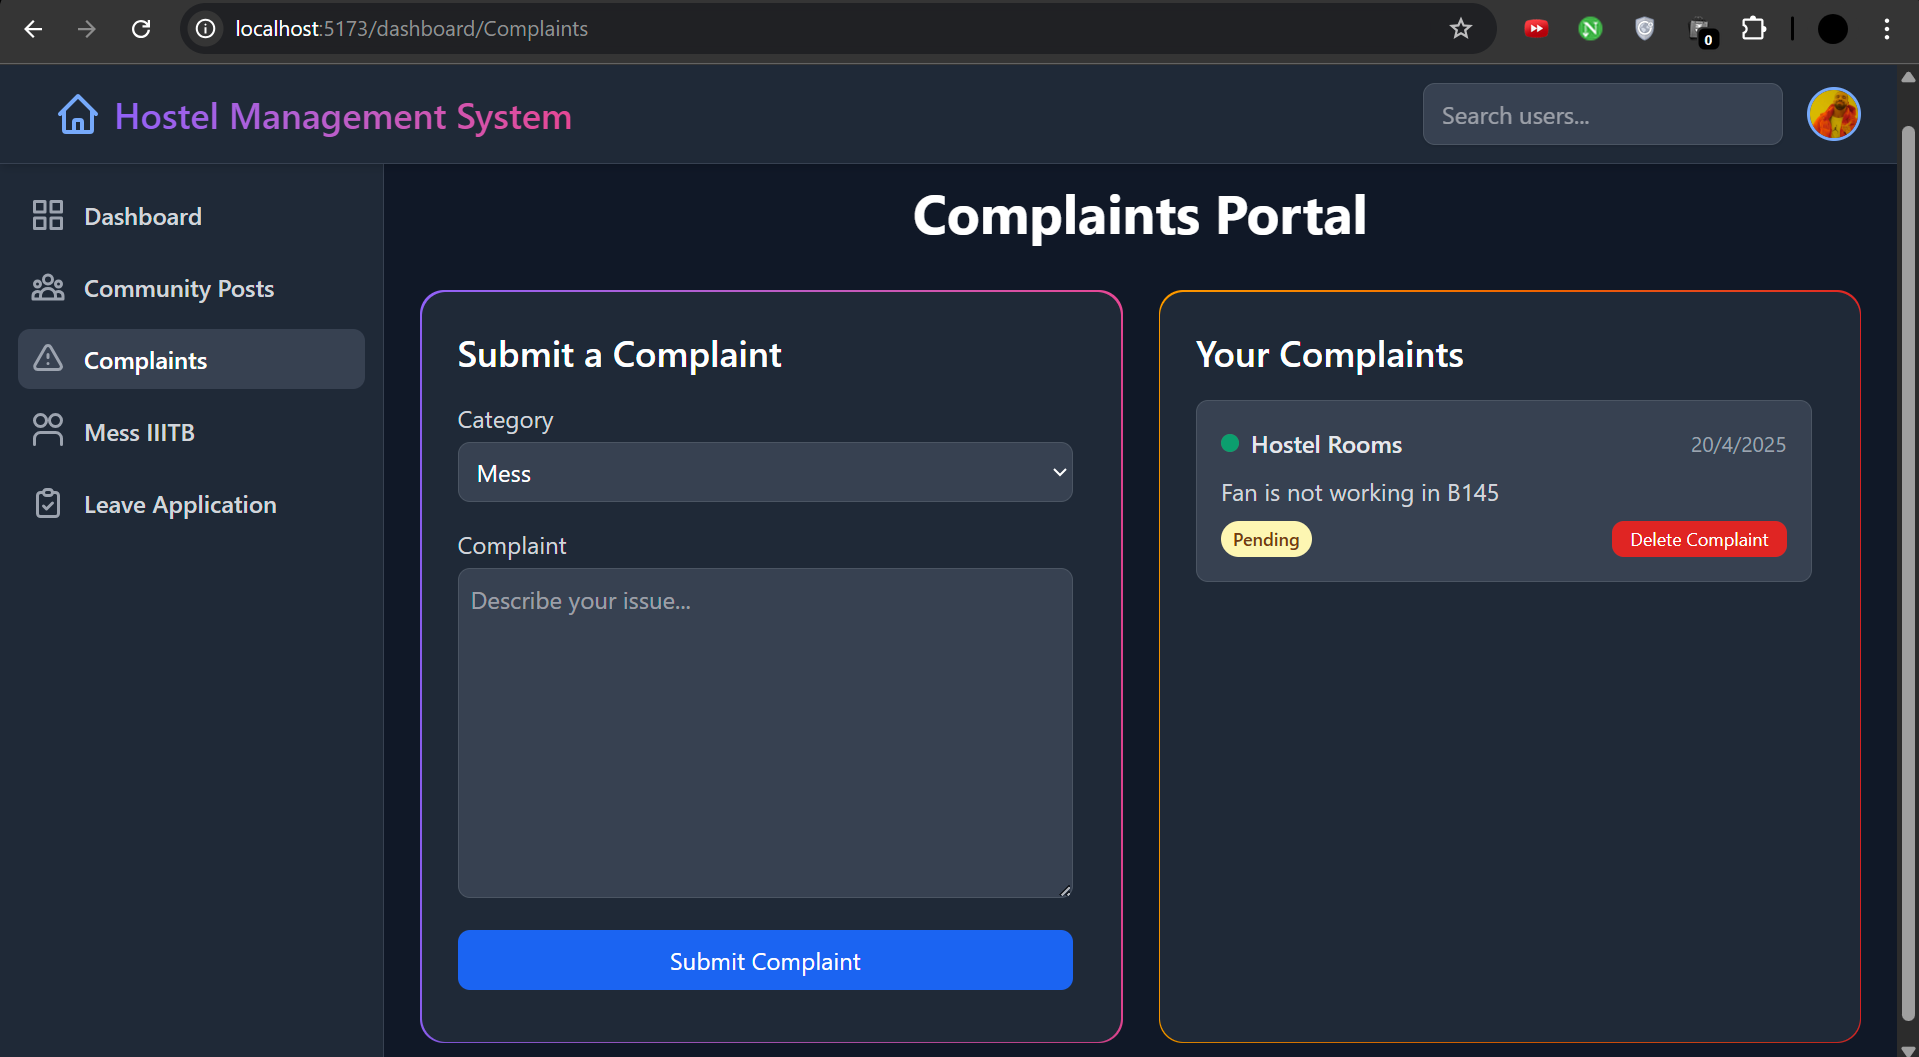 localhost:5173/dashboard/Complaints
0
Hostel Management System
Search users...
Dashboard
Community Posts
Complaints
Mess IIITB
Leave Application
Complaints Portal
Submit a Complaint
Category
Mess
Complaint
Describe your issue...
Submit Complaint
Your Complaints
Hostel Rooms
20/4/2025
Fan is not working in B145
Pending
Delete Complaint